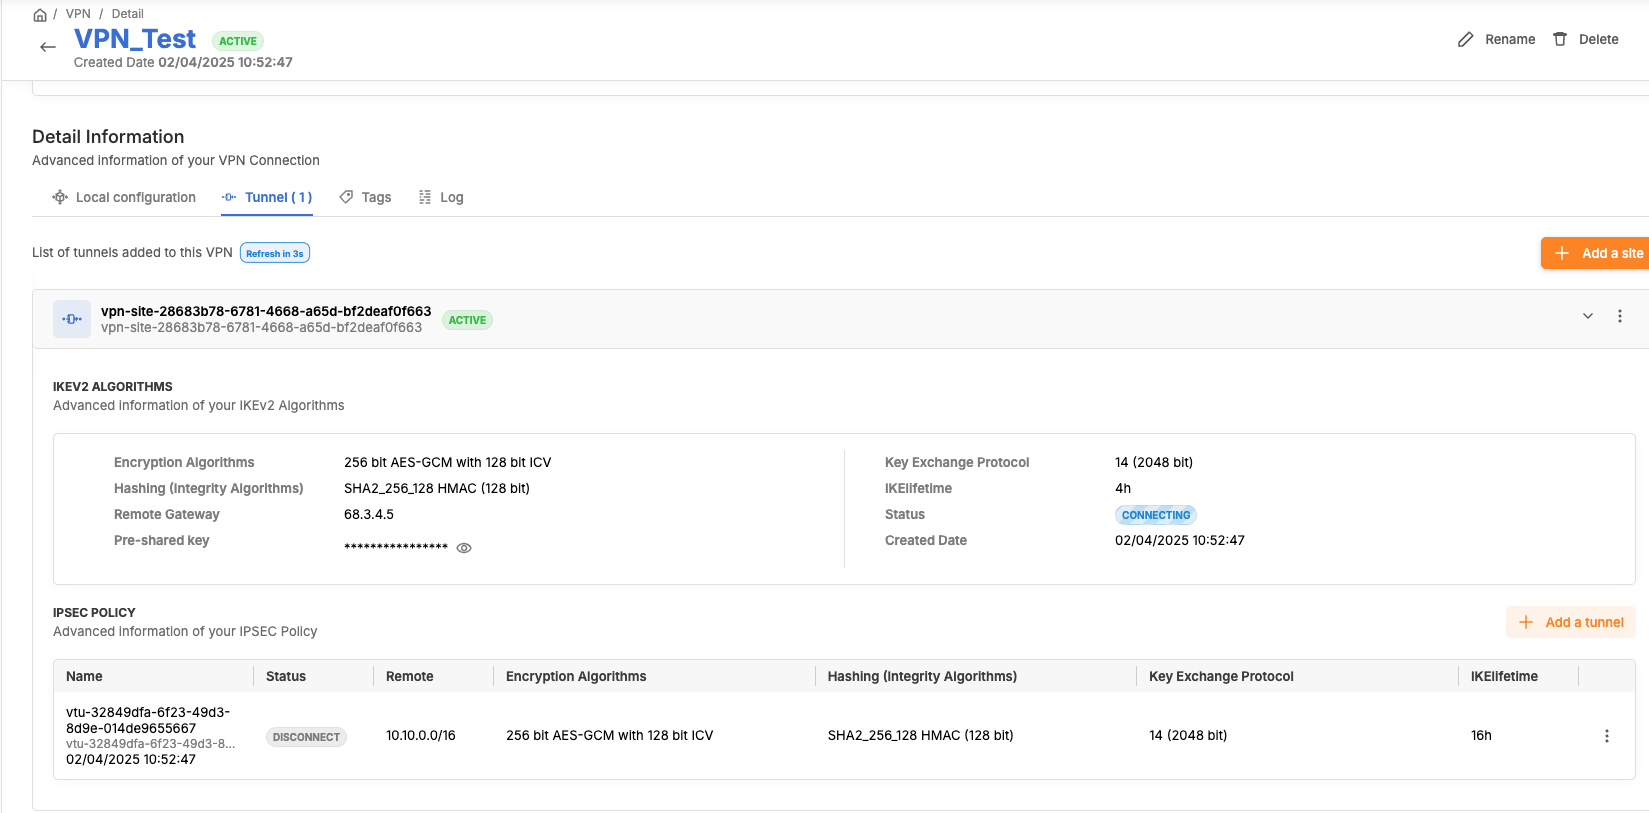 / VPN / Detail
VPN_Test ACTIVE
Created Date 02/04/2025 10:52:47
Rename Delete
Detail Information
Advanced information of your VPN Connection
Local configuration Tunnel ( 1 ) Tags Log
List of tunnels added to this VPN Refresh in 3s
+ Add a site
vpn-site-28683b78-6781-4668-a65d-bf2deaf0f663
vpn-site-28683b78-6781-4668-a65d-bf2deaf0f663
ACTIVE
IKEV2 ALGORITHMS
Advanced information of your IKEv2 Algorithms
Encryption Algorithms 256 bit AES-GCM with 128 bit ICV
Hashing (Integrity Algorithms) SHA2_256_128 HMAC (128 bit)
Remote Gateway 68.3.4.5
Pre-shared key ****************
Key Exchange Protocol 14 (2048 bit)
IKElifetime 4h
Status CONNECTING
Created Date 02/04/2025 10:52:47
IPSEC POLICY
Advanced information of your IPSEC Policy
+ Add a tunnel
Name Status Remote Encryption Algorithms Hashing (Integrity Algorithms) Key Exchange Protocol IKElifetime
vtu-32849dfa-6f23-49d3-
8d9e-014de9655667
vtu-32849dfa-6f23-49d3-8...
02/04/2025 10:52:47
DISCONNECT 10.10.0.0/16 256 bit AES-GCM with 128 bit ICV SHA2_256_128 HMAC (128 bit) 14 (2048 bit) 16h